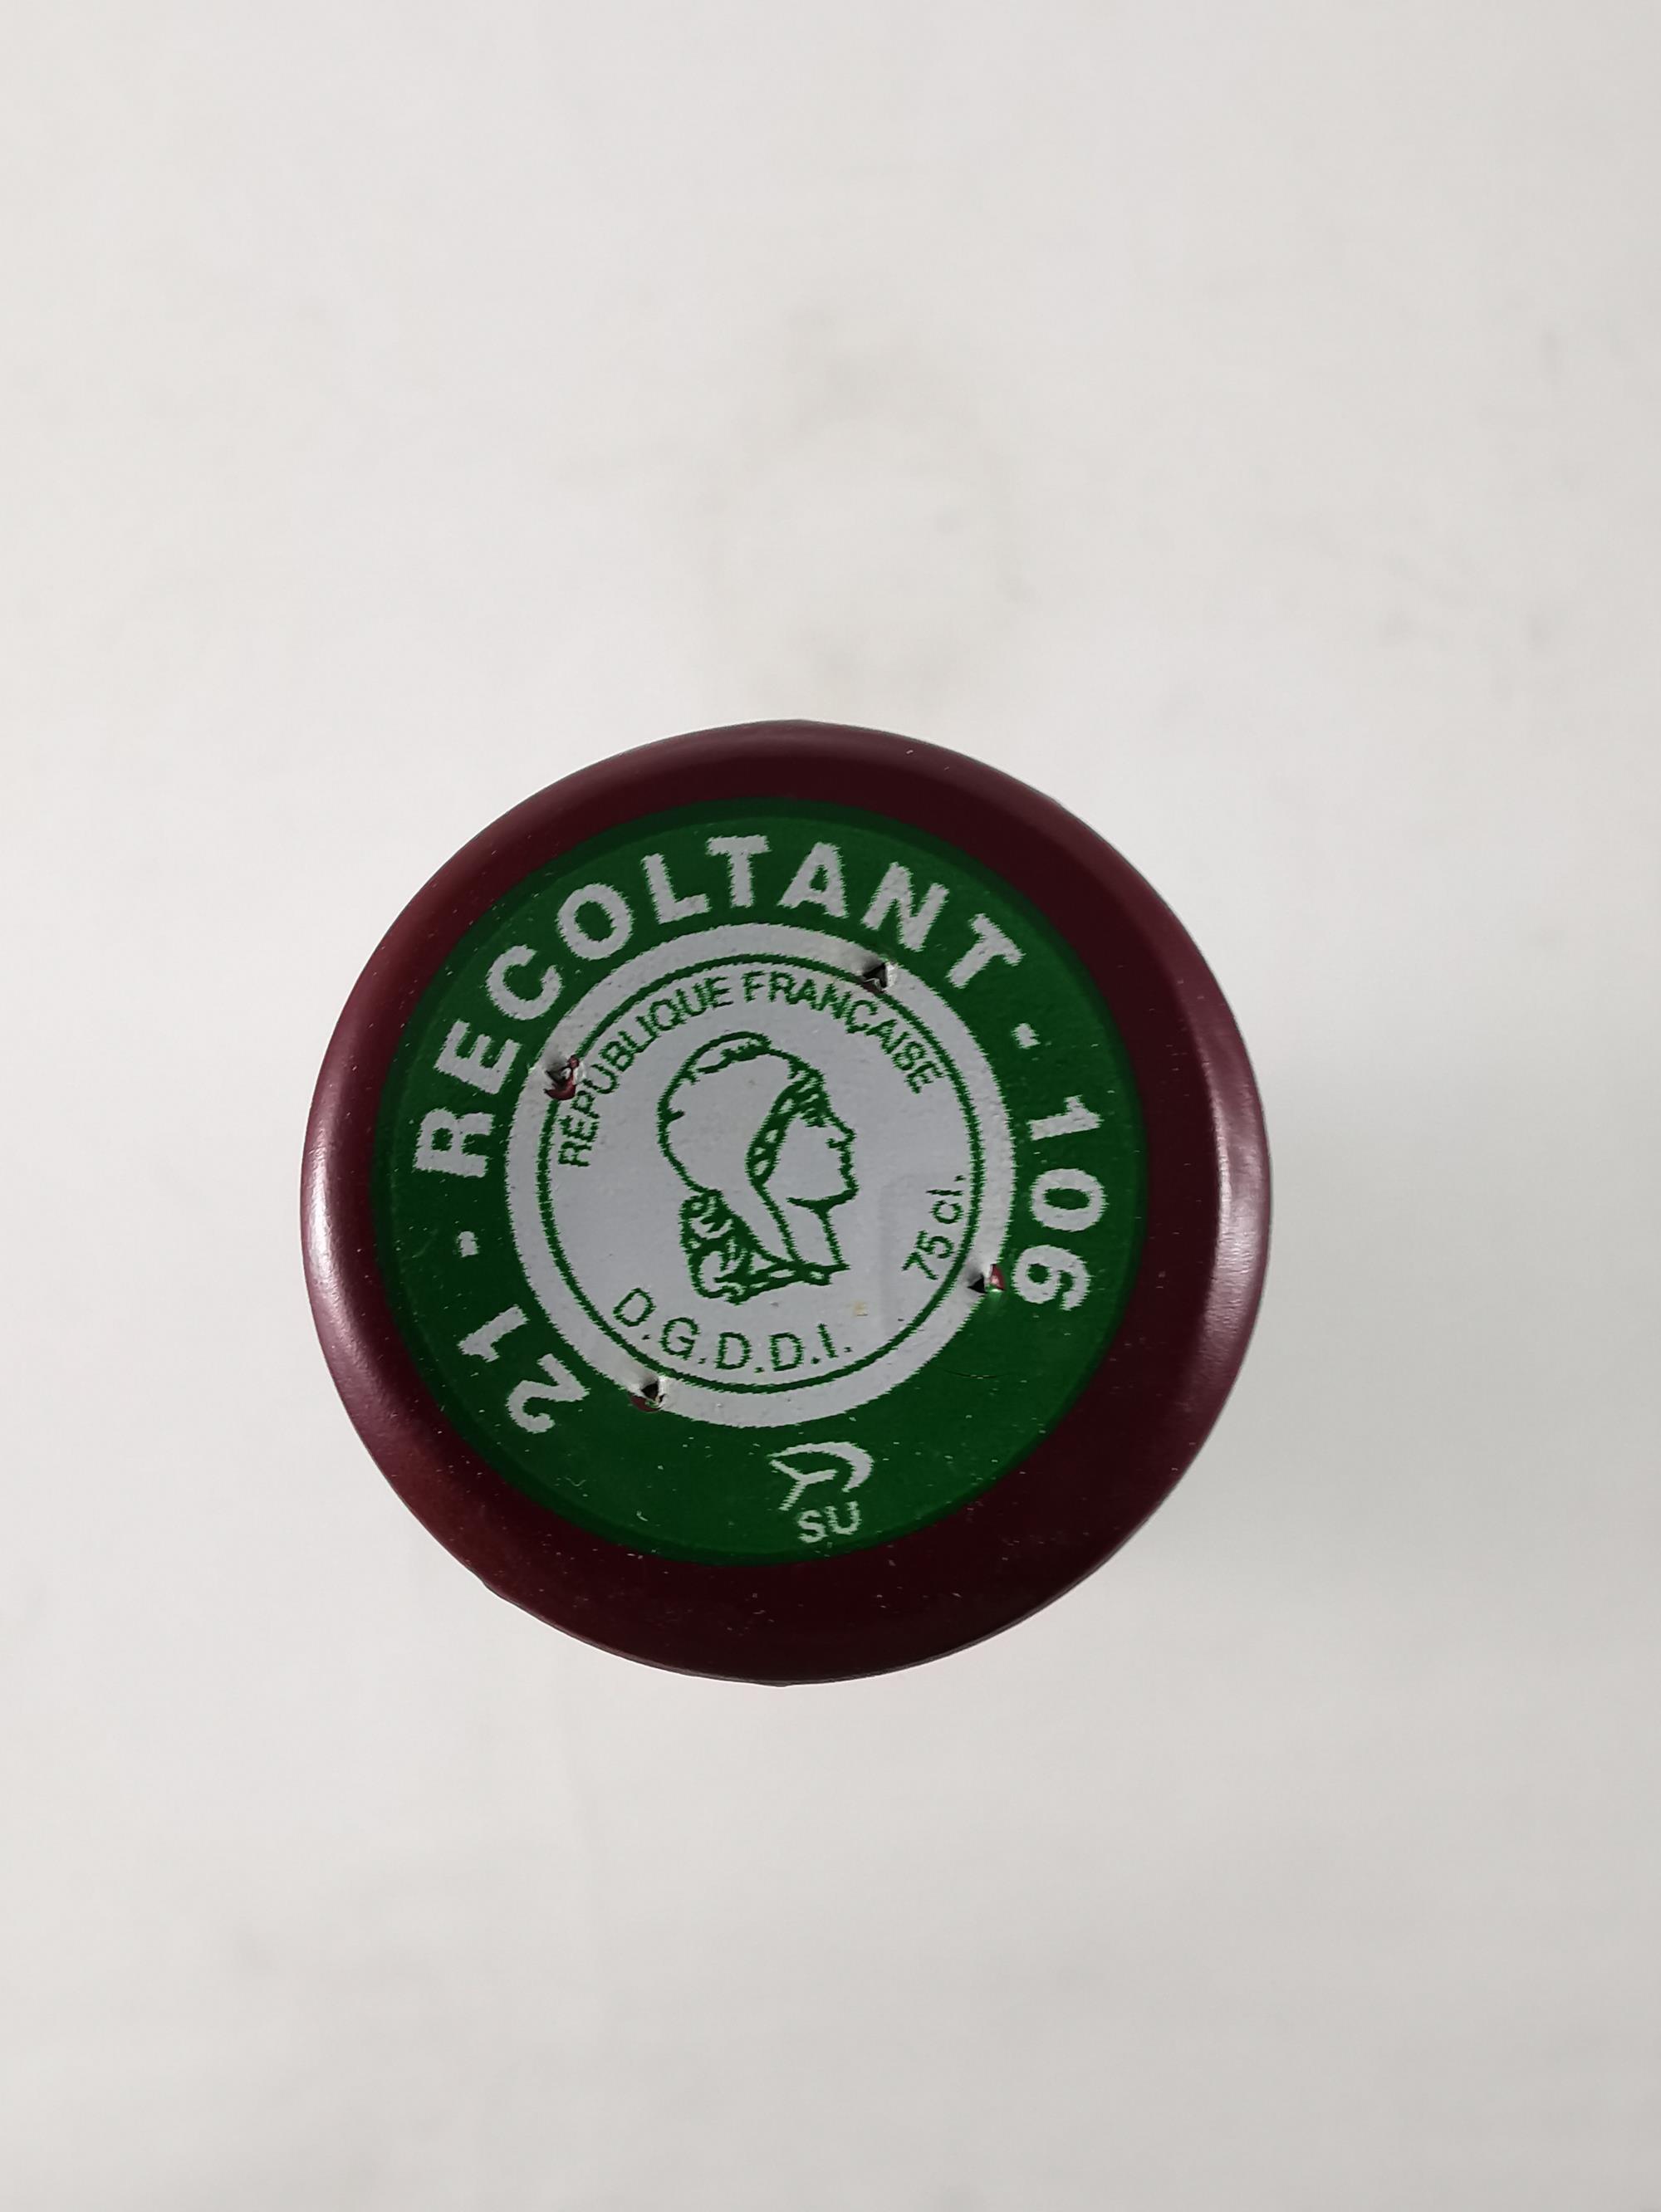 21 - RECOLTANT - 106
RÉPUBLIQUE FRANÇAISE
75 cl.
D.G.D.D.I.
SU